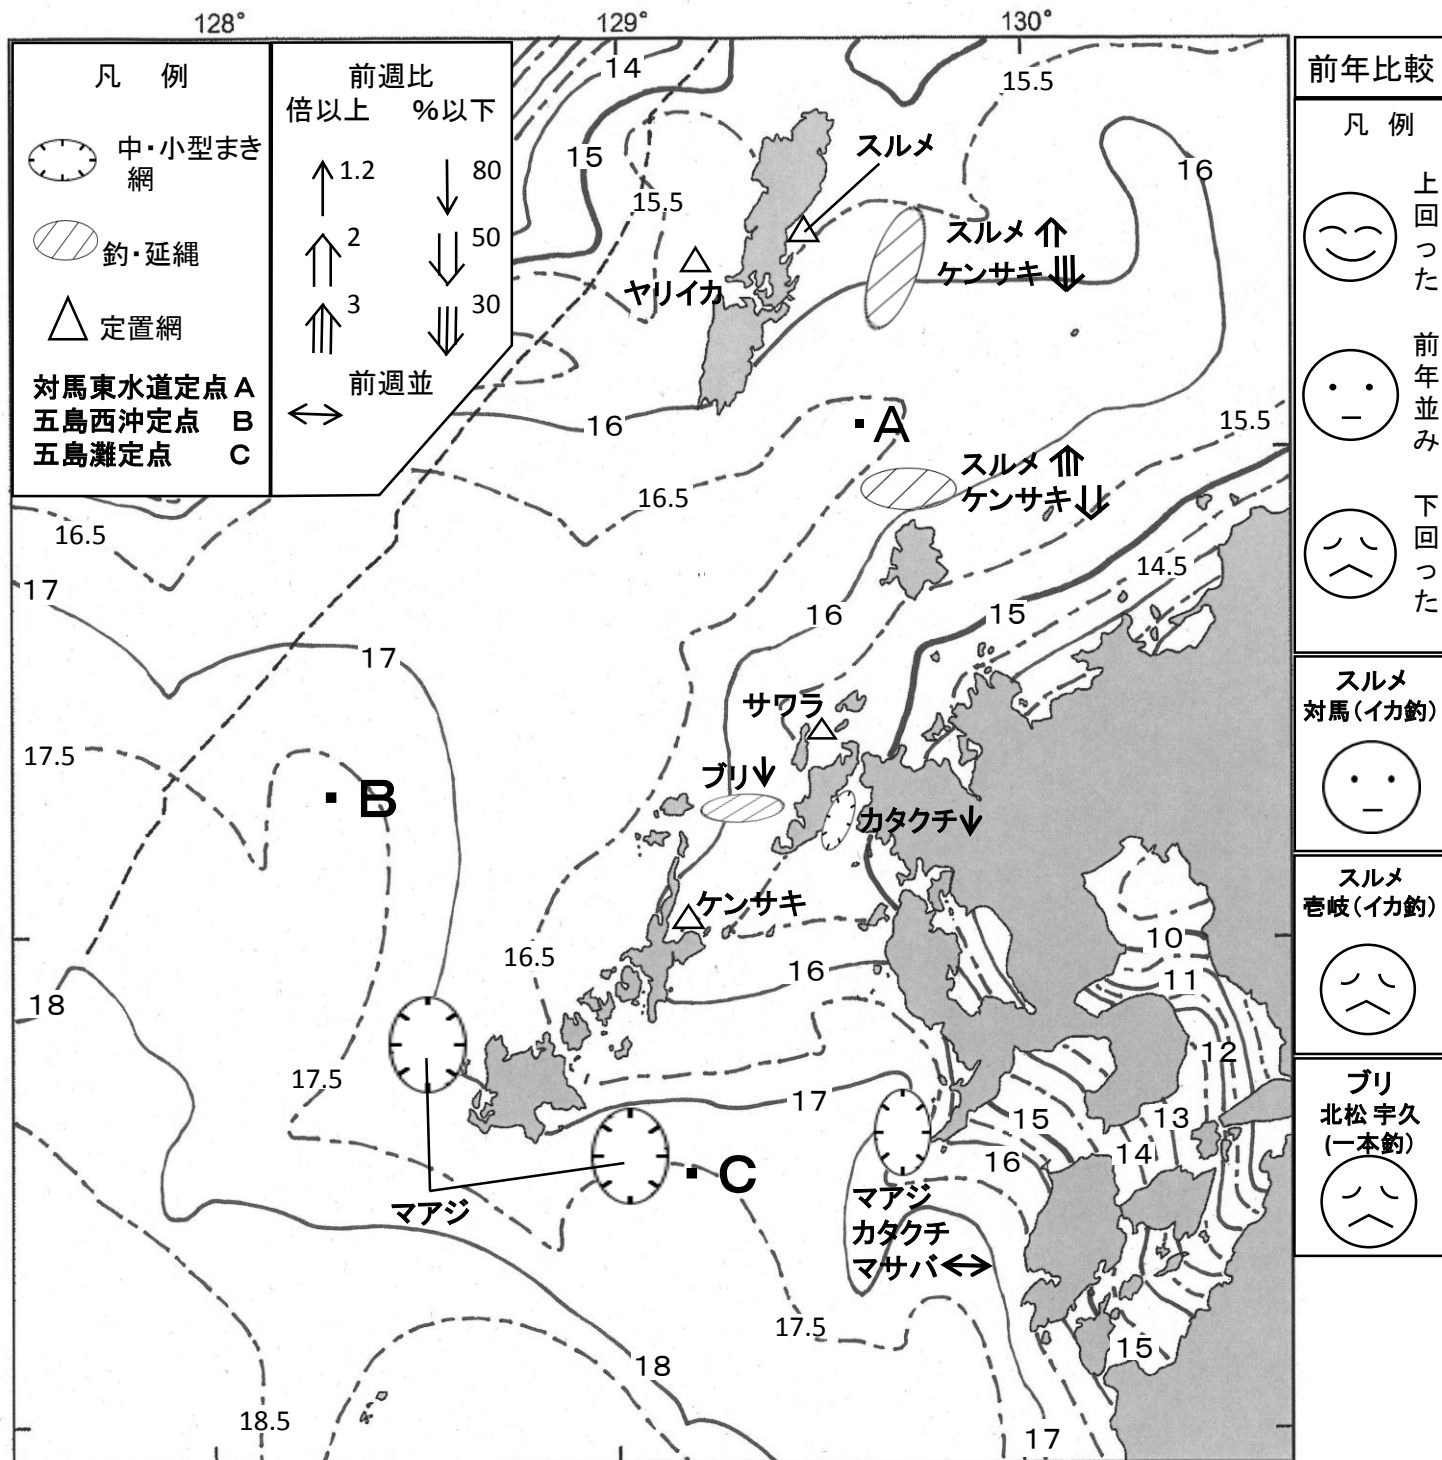 128°
129°
130°
凡 例
中・小型まき
網
釣・延縄
定置網
対馬東水道定点 A
五島西沖定点 B
五島灘定点 C
前週比
倍以上 %以下
1.2 80
2 50
3 30
前週並
14
15
15.5
スルメ
15.5
16
スルメ
ケンサキ
ヤリイカ
16
A
15.5
スルメ
ケンサキ
16.5
16.5
14.5
17
16
15
17
サワラ
17.5
ブリ
B
カタクチ
ケンサキ
10
16.5
16
11
18
12
17.5
17
15
13
14
16
C
マアジ
マアジ
カタクチ
マサバ
17.5
15
18
18.5
17
前年比較
凡 例
上回った
前年並み
下回った
スルメ
対馬(イカ釣)
スルメ
壱岐(イカ釣)
ブリ
北松 宇久
(一本釣)